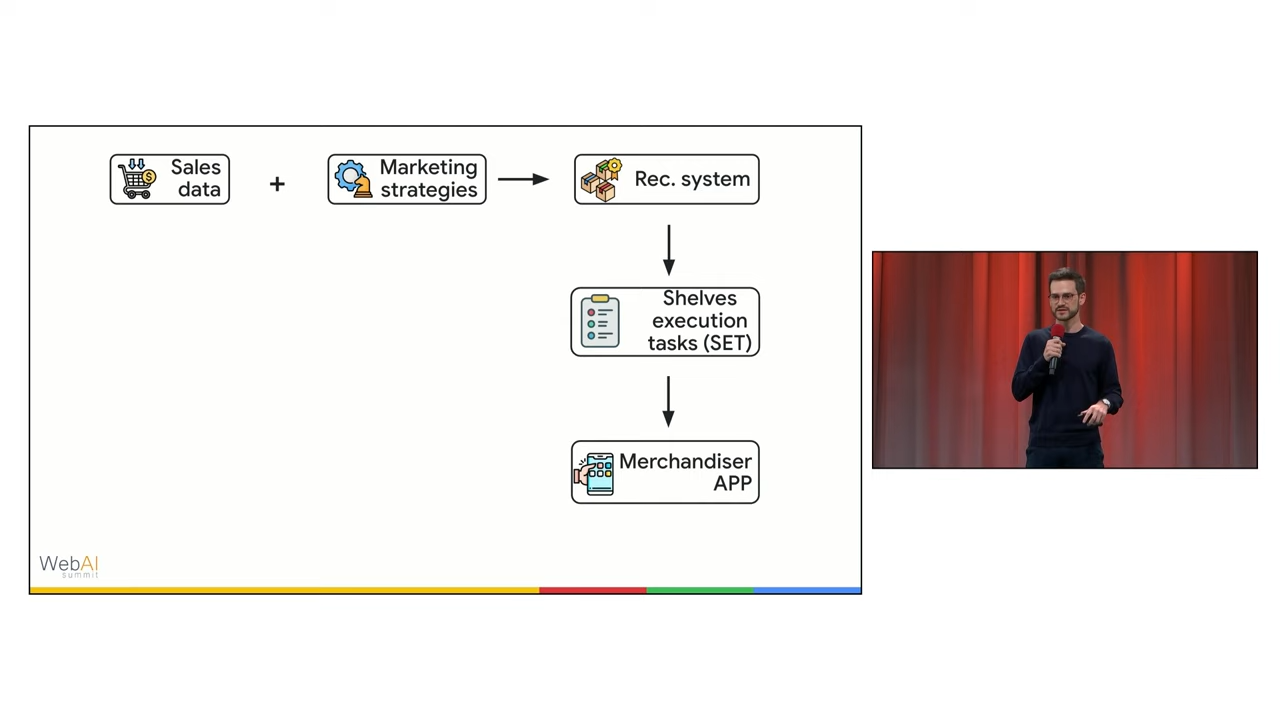 Sales
data
+
Marketing
strategies
Rec. system
Shelves
execution
tasks (SET)
Merchandiser
APP
WebAI
summit